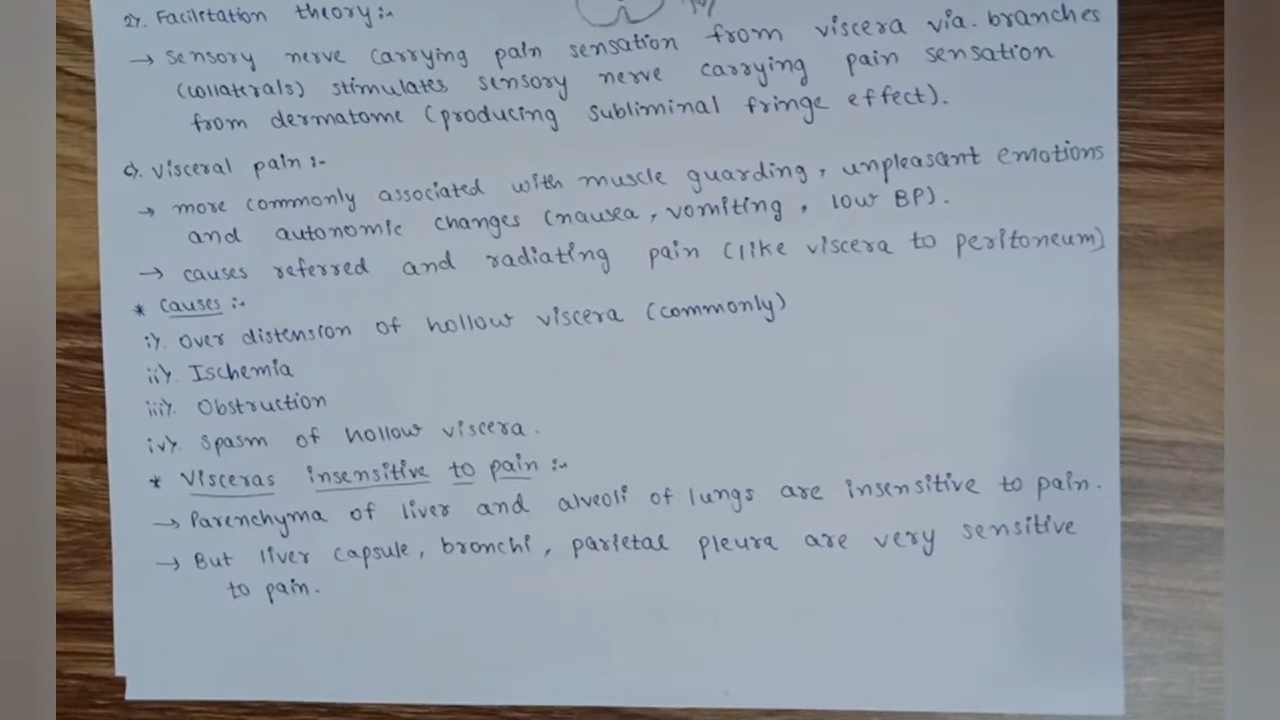 2). Facilitation theory:-
→ Sensory nerve carrying pain sensation from viscera via branches
(collaterals) stimulates sensory nerve carrying pain sensation
from dermatome (producing subliminal fringe effect).
c). Visceral pain:-
→ more commonly associated with muscle guarding, unpleasant emotions
and autonomic changes (nausea, vomiting, low BP).
→ causes referred and radiating pain (like viscera to peritoneum)
* Causes:-
i). Over distension of hollow viscera (commonly)
ii). Ischemia
iii). Obstruction
iv). Spasm of hollow viscera.
* Visceras insensitive to pain:-
→ Parenchyma of liver and alveoli of lungs are insensitive to pain.
→ But liver capsule, bronchi, parietal pleura are very sensitive
to pain.